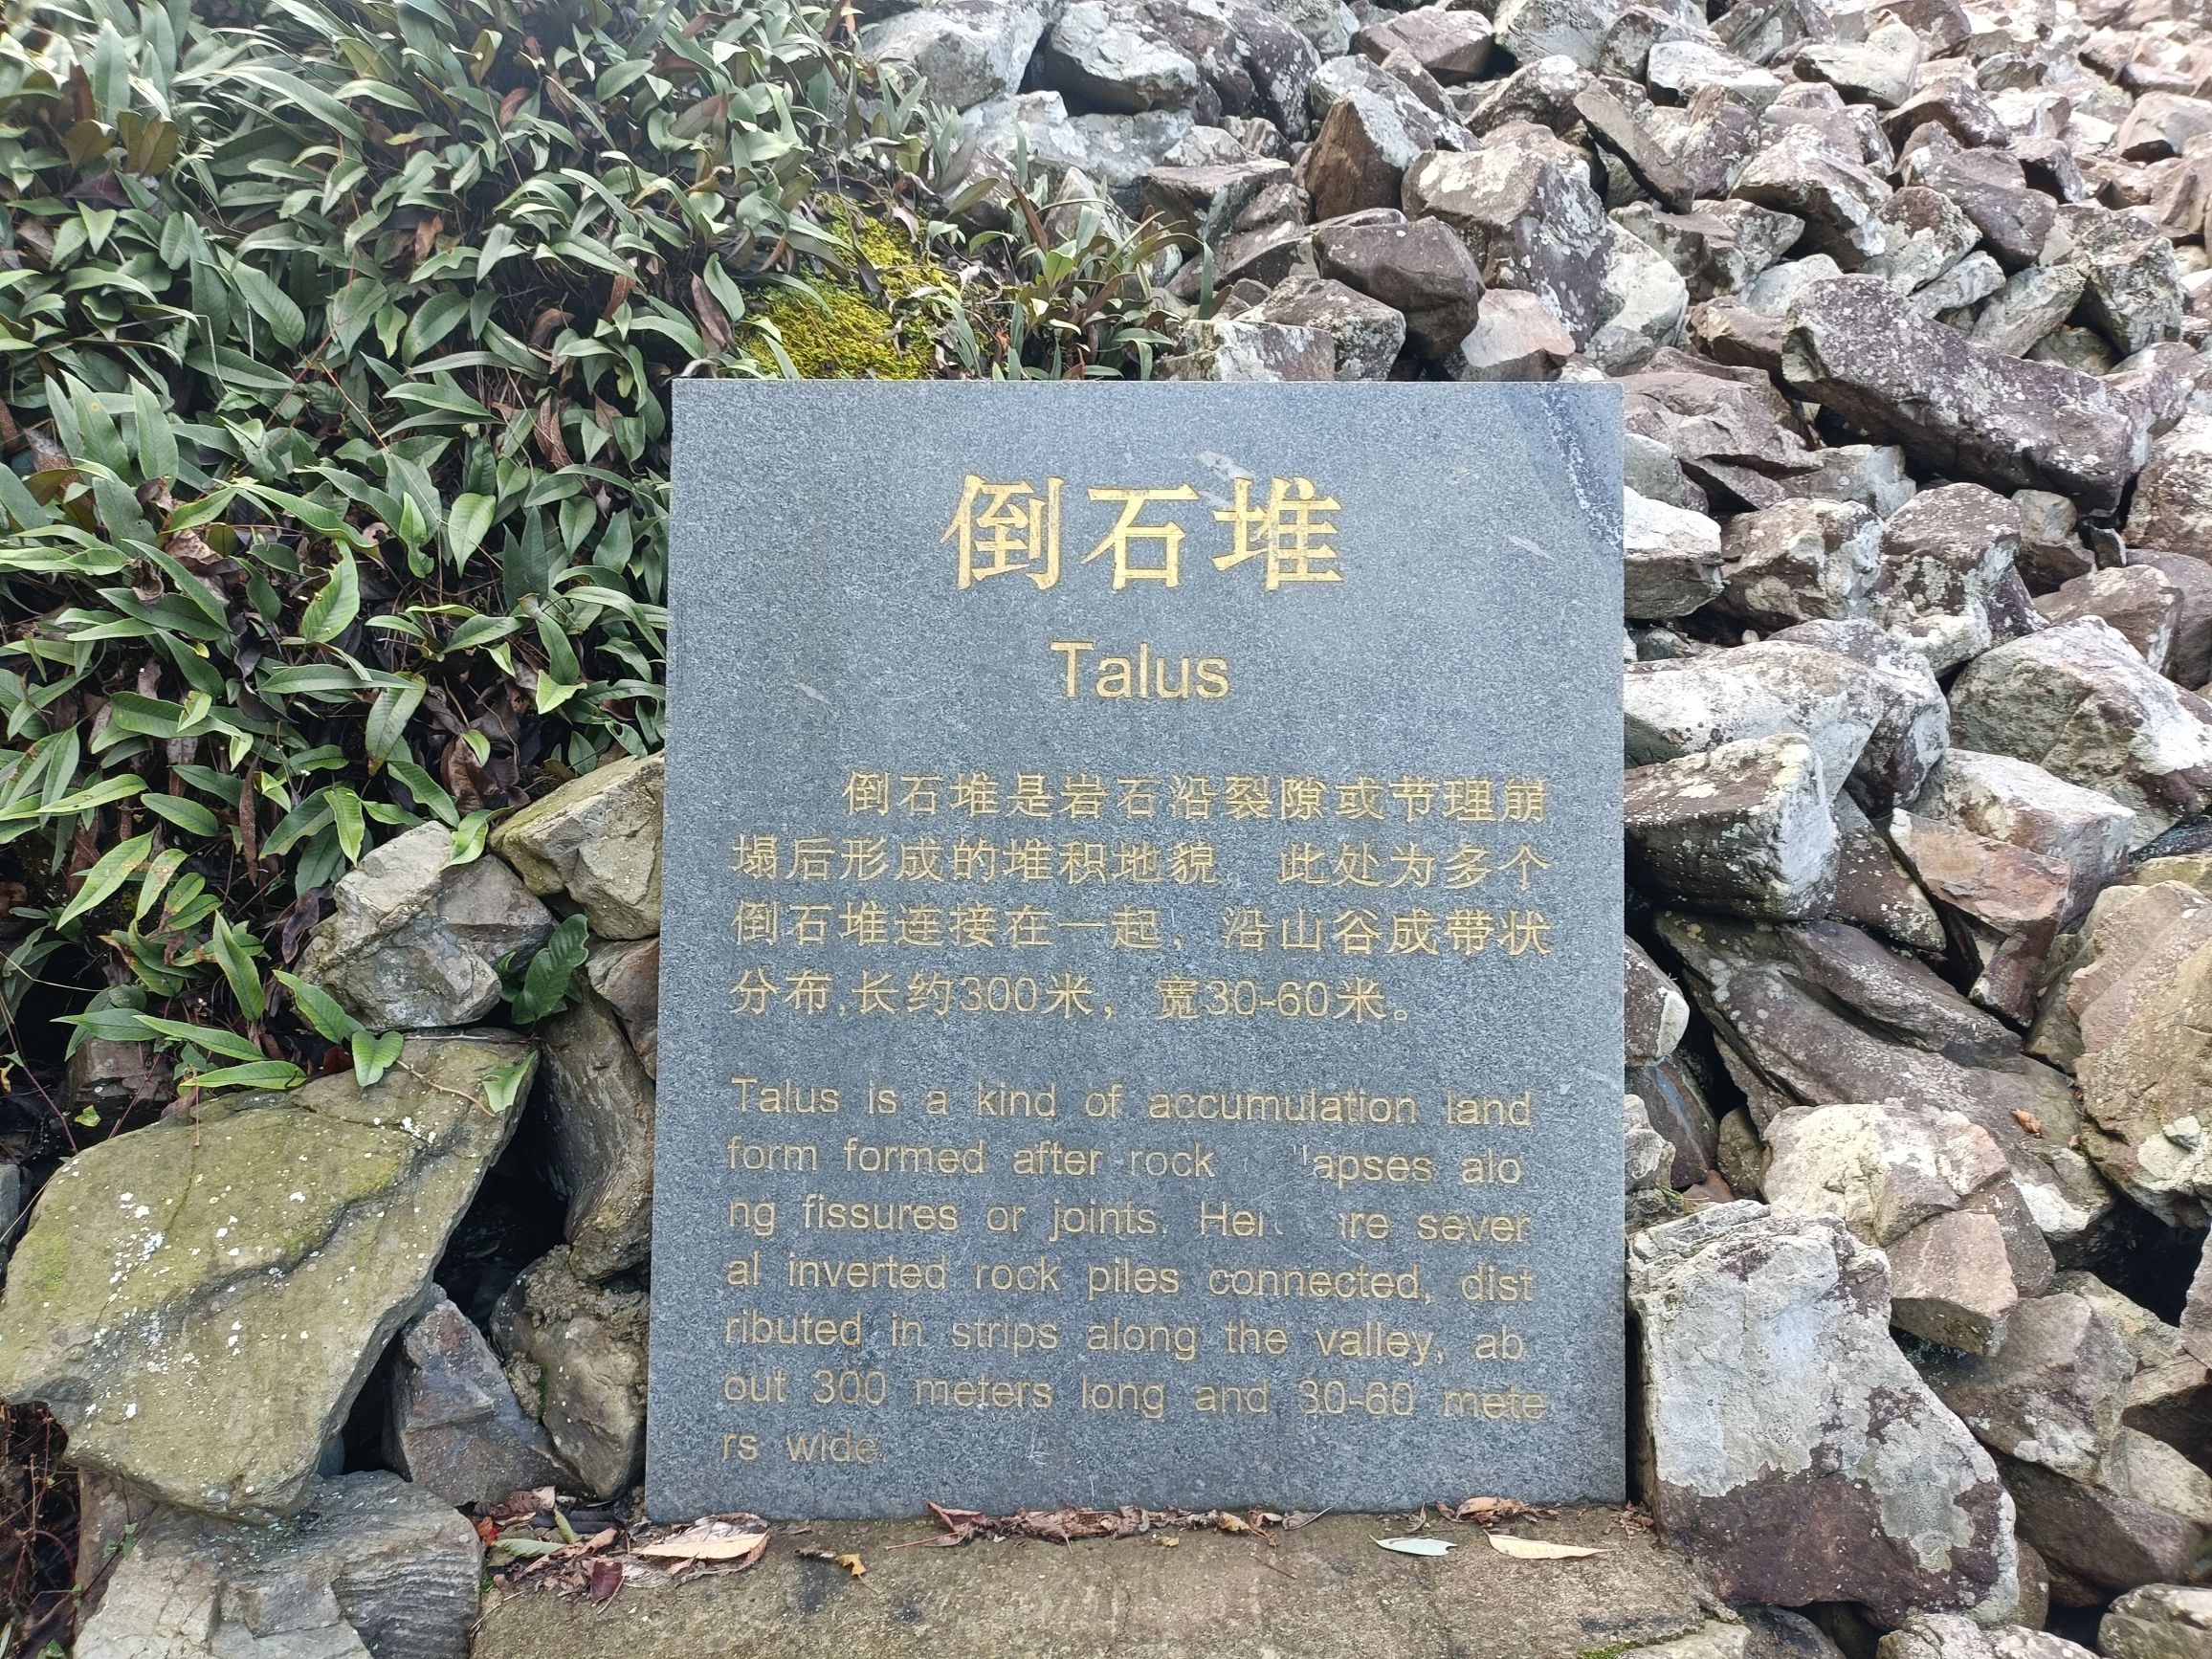 倒石堆
Talus
倒石堆是岩石沿裂隙或节理崩
塌后形成的堆积地貌。此处为多个
倒石堆连接在一起，沿山谷成带状
分布,长约300米，宽30-60米。
Talus is a kind of accumulation land
form formed after rock apses alo
ng fissures or joints. sever
al inverted rock piles connected, dist
ributed in strips along the valley, ab
out 300 meters long and 30-60 mete
rs wide.